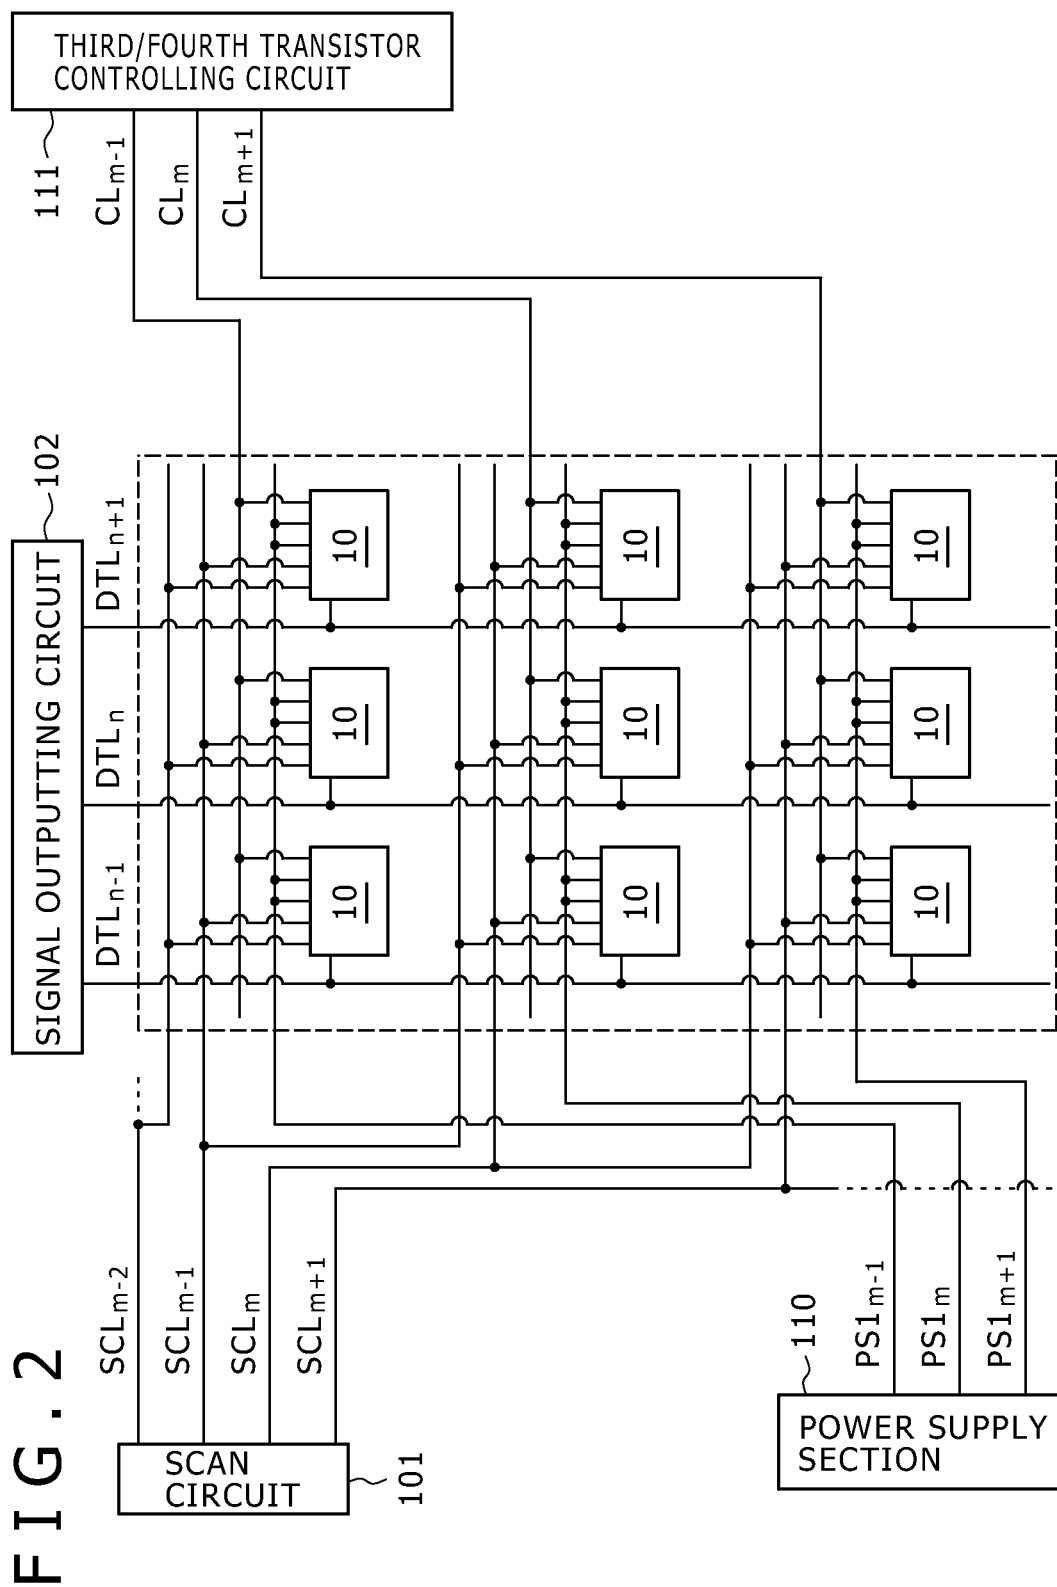 FIG.2
THIRD/FOURTH TRANSISTOR
CONTROLLING CIRCUIT
111
CLm-1
CLm
CLm+1
SIGNAL OUTPUTTING CIRCUIT
102
DTLn-1
DTLn
DTLn+1
10
10
10
10
10
10
10
10
10
SCLm-2
SCLm-1
SCLm
SCLm+1
SCAN
CIRCUIT
101
110
PS1m-1
PS1m
PS1m+1
POWER SUPPLY
SECTION